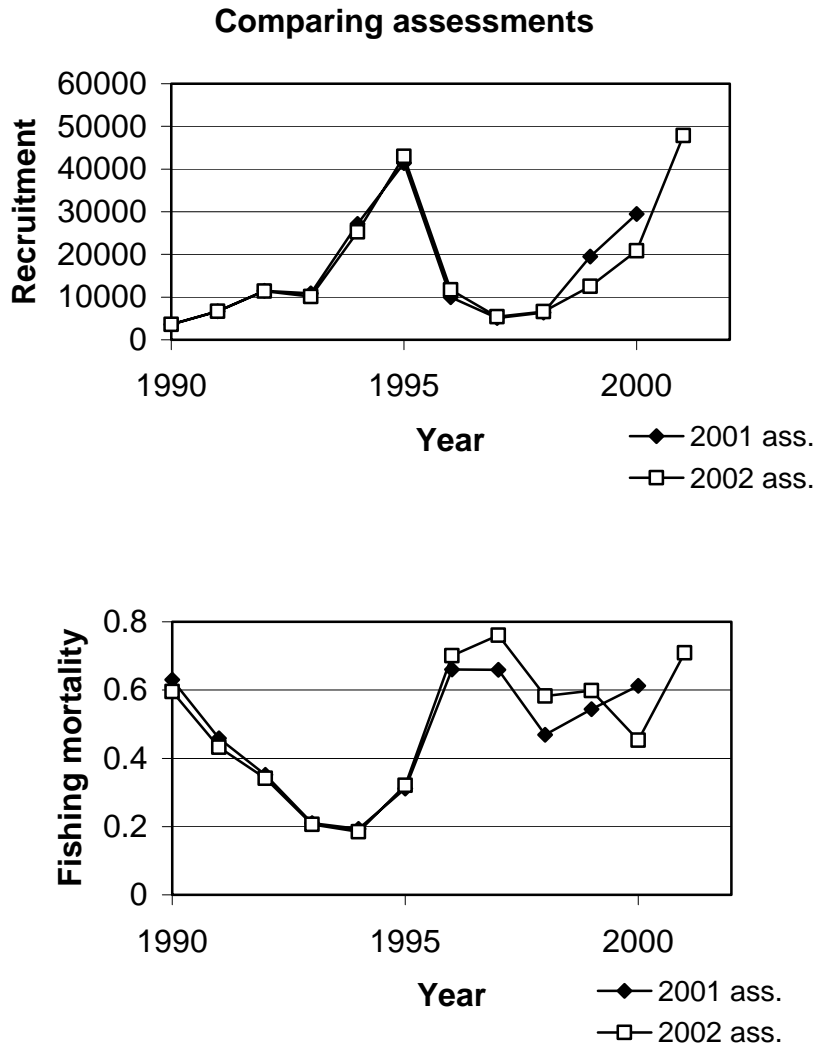 Comparing assessments
60000
50000
40000
30000
20000
10000
0
Recruitment
1990 1995 2000
Year
2001 ass.
2002 ass.
0.8
0.6
0.4
0.2
0
Fishing mortality
1990 1995 2000
Year
2001 ass.
2002 ass.